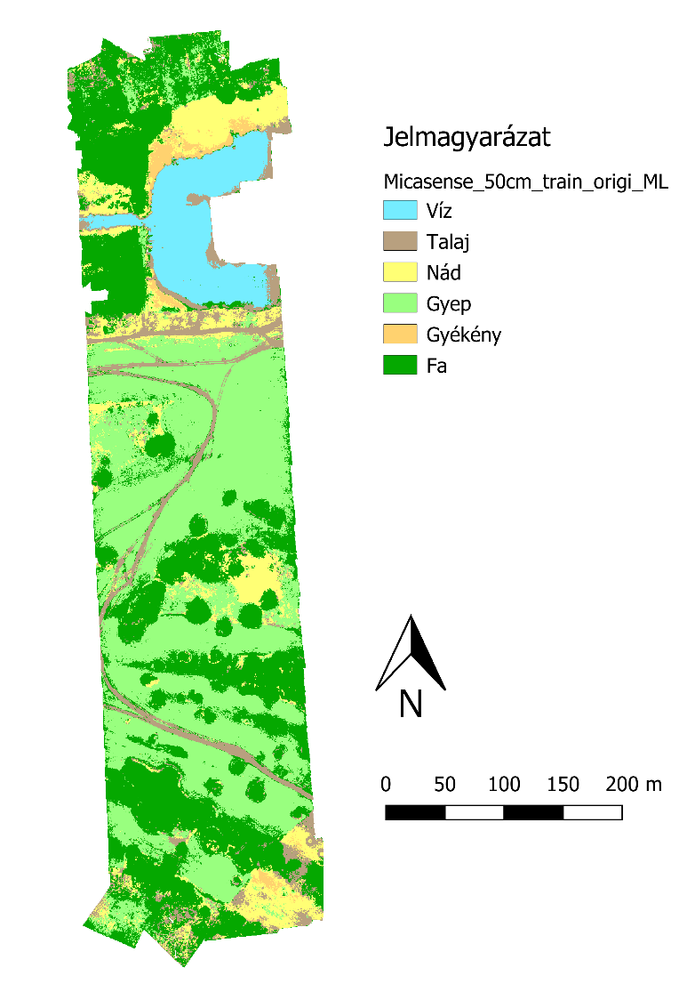 Jelmagyarázat
Micasense_50cm_train_origi_ML
Víz
Talaj
Nád
Gyep
Gyékény
Fa
N
0 50 100 150 200 m